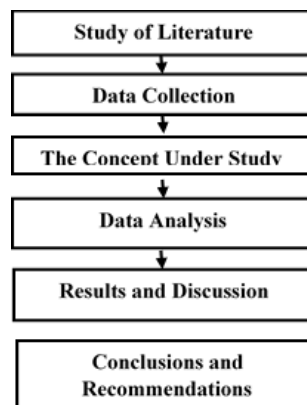 Study of Literature
Data Collection
The Concept Under Study
Data Analysis
Results and Discussion
Conclusions and
Recommendations